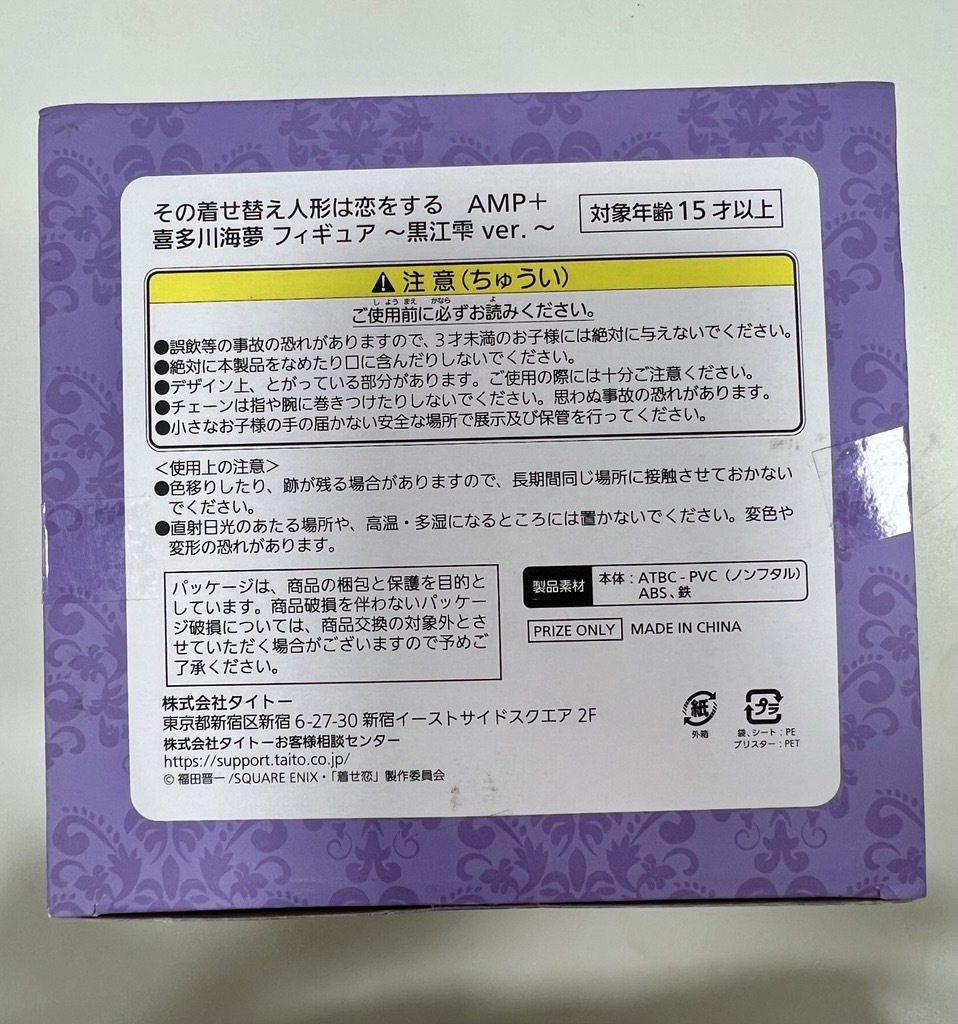 その着せ替え人形は恋をする　AMP＋
喜多川海夢 フィギュア ～黒江雫 ver.～
対象年齢 15 才以上
注意(ちゅうい)
ご使用前に必ずお読みください。
●誤飲等の事故の恐れがありますので、3才未満のお子様には絶対に与えないでください。
●絶対に本製品をなめたり口に含んだりしないでください。
●デザイン上、とがっている部分があります。ご使用の際には十分ご注意ください。
●チェーンは指や腕に巻きつけたりしないでください。思わぬ事故の恐れがあります。
●小さなお子様の手の届かない安全な場所で展示及び保管を行ってください。
＜使用上の注意＞
●色移りしたり、跡が残る場合がありますので、長期間同じ場所に接触させておかない
でください。
●直射日光のあたる場所や、高温・多湿になるところには置かないでください。変色や
変形の恐れがあります。
パッケージは、商品の梱包と保護を目的と
しています。商品破損を伴わないパッケー
ジ破損については、商品交換の対象外とさ
せていただく場合がございますので予めご
了承ください。
製品素材
本体：ATBC-PVC（ノンフタル）
ABS、鉄
PRIZE ONLY MADE IN CHINA
株式会社タイトー
東京都新宿区新宿 6-27-30 新宿イーストサイドスクエア 2F
株式会社タイトーお客様相談センター
https://support.taito.co.jp/
© 福田晋一/SQUARE ENIX・「着せ恋」製作委員会
紙
外箱
プラ
袋、シート：PE
ブリスター：PET